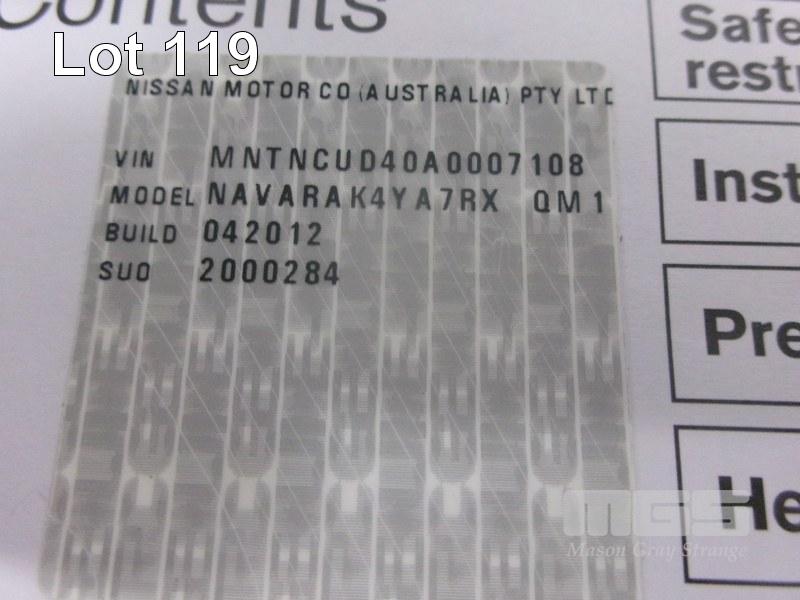 Contents
Lot 119
NISSAN MOTOR CO (AUSTRALIA) PTY LTD
VIN MNTNCUD40A0007108
MODEL NAVARAK4YA7RX QM1
BUILD 042012
SUO 2000284
Safe
restr
Inst
Pre
He
MGS
Mason Gray Strange